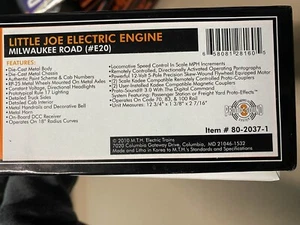 LITTLE JOE ELECTRIC ENGINE
MILWAUKEE ROAD (#E20)
6 58081 28160
FEATURES:
- Die-Cast Metal Body
- Die-Cast Metal Chassis
- Authentic Paint Scheme & Cab Numbers
- RP-25 Metal Wheels Mounted On Metal Axles
- Constant Voltage, Directional Headlights
- Prototypical Rule 17 Lighting
- Detailed Truck Sides
- Detailed Cab Interior
- Metal Handrails and Decorative Bell
- Metal Horn
- On-Board DCC Receiver
- Operates On 18" Radius Curves
- Locomotive Speed Control In Scale MPH Increments
- Remotely Controlled, Directionally Activated Operating Pantographs
- Powerful 12-Volt 5-Pole Precision Skew-Wound Flywheel Equipped Motor
- (2) Scale Kadee Compatible Remotely Controlled Proto-Couplers
- (2) User-Installed Kadee-Compatible Magnetic Couplers
- Proto-Sound® 3.0 With The Digital Command System
Featuring: Passenger Station or Freight Yard Proto-Effects™
- Operates On Code 70, 83, & 100 Rail
- Unit Measures: 12 3/4" x 1 3/8" x 2 7/16"
Item # 80-2037-1
© 2010 M.T.H. Electric Trains
7020 Columbia Gateway Drive, Columbia, MD 21046-1532
Made and Litho in Korea to M.T.H.'s Standards and Specifications